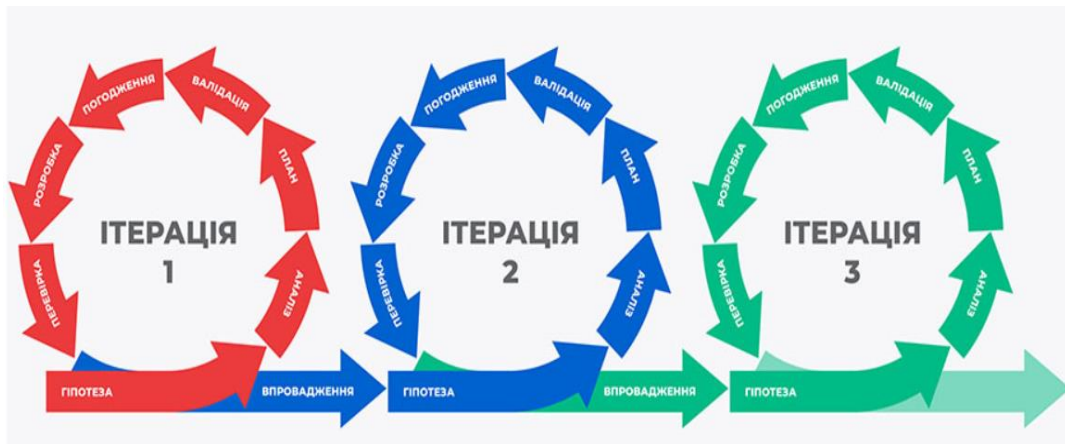 ІТЕРАЦІЯ
1
ГІПОТЕЗА
АНАЛІЗ
ПЛАН
ВАЛІДАЦІЯ
ПОГОДЖЕННЯ
РОЗРОБКА
ПЕРЕВІРКА
ВПРОВАДЖЕННЯ
ІТЕРАЦІЯ
2
ГІПОТЕЗА
АНАЛІЗ
ПЛАН
ВАЛІДАЦІЯ
ПОГОДЖЕННЯ
РОЗРОБКА
ПЕРЕВІРКА
ВПРОВАДЖЕННЯ
ІТЕРАЦІЯ
3
ГІПОТЕЗА
АНАЛІЗ
ПЛАН
ВАЛІДАЦІЯ
ПОГОДЖЕННЯ
РОЗРОБКА
ПЕРЕВІРКА